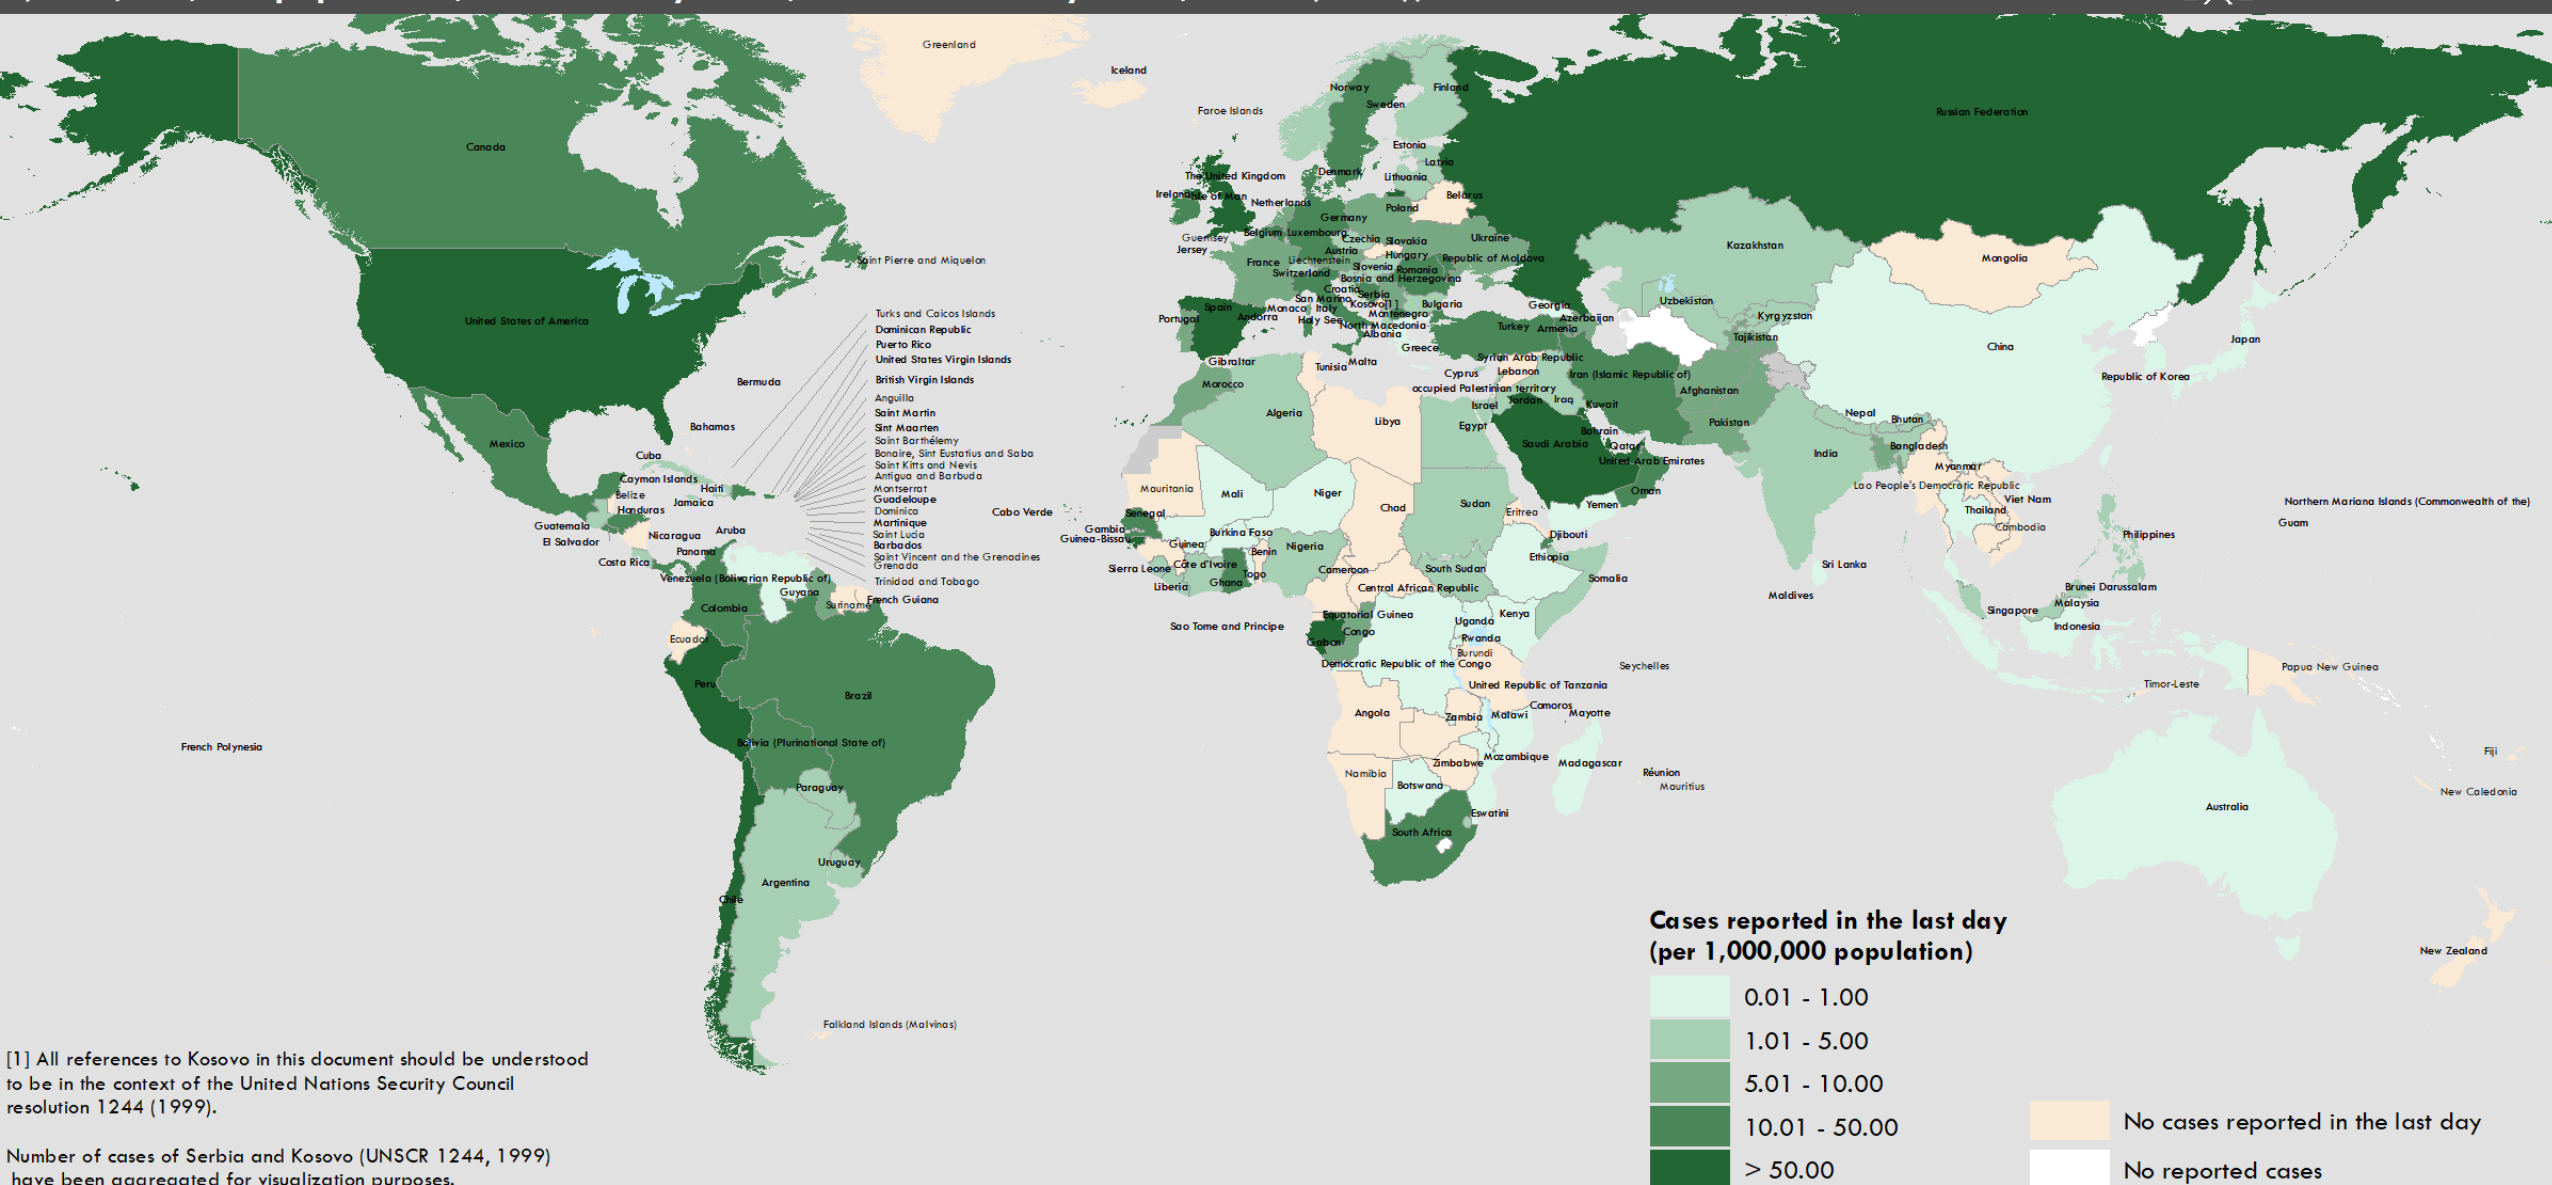 Greenland
Iceland
Faroe Islands
Norway
Sweden
Finland
Russian Federation
Canada
Estonia
Latvia
Lithuania
Denmark
The United Kingdom
Ireland
Isle of Man
Netherlands
Belarus
Poland
Germany
Guernsey
Jersey
Belgium
Luxembourg
Czechia
Slovakia
Ukraine
Austria
Hungary
France
Liechtenstein
Republic of Moldova
Slovenia
Romania
Switzerland
Bosnia and Herzegovina
Croatia
Serbia
San Marino
Kosovo[1]
Bulgaria
Monaco
Italy
Montenegro
Spain
Andorra
Holy See
North Macedonia
Portugal
Albania
Greece
Georgia
Azerbaijan
Turkey
Armenia
Kazakhstan
Mongolia
Uzbekistan
Kyrgyzstan
Tajikistan
China
Japan
Republic of Korea
Saint Pierre and Miquelon
United States of America
Turks and Caicos Islands
Dominican Republic
Puerto Rico
United States Virgin Islands
British Virgin Islands
Anguilla
Saint Martin
Sint Maarten
Saint Barthélemy
Bonaire, Sint Eustatius and Saba
Saint Kitts and Nevis
Antigua and Barbuda
Montserrat
Guadeloupe
Dominica
Martinique
Saint Lucia
Barbados
Saint Vincent and the Grenadines
Grenada
Trinidad and Tobago
Bermuda
Bahamas
Mexico
Cuba
Cayman Islands
Haiti
Belize
Jamaica
Honduras
Guatemala
El Salvador
Nicaragua
Aruba
Costa Rica
Panama
Venezuela (Bolivarian Republic of)
Guyana
Suriname
French Guiana
Colombia
Ecuador
Peru
Brazil
Bolivia (Plurinational State of)
Paraguay
Uruguay
Argentina
Chile
Falkland Islands (Malvinas)
French Polynesia
Gibraltar
Tunisia
Malta
Morocco
Algeria
Libya
Egypt
Cyprus
Syrian Arab Republic
Lebanon
occupied Palestinian territory
Israel
Jordan
Iraq
Iran (Islamic Republic of)
Kuwait
Afghanistan
Pakistan
Bahrain
Qatar
Saudi Arabia
United Arab Emirates
Oman
Yemen
Nepal
Bhutan
Bangladesh
India
Myanmar
Lao People's Democratic Republic
Viet Nam
Thailand
Cambodia
Philippines
Northern Mariana Islands (Commonwealth of the)
Guam
Sri Lanka
Maldives
Brunei Darussalam
Malaysia
Singapore
Indonesia
Papua New Guinea
Timor-Leste
Cabo Verde
Mauritania
Mali
Niger
Chad
Sudan
Eritrea
Senegal
Gambia
Guinea-Bissau
Guinea
Burkina Faso
Benin
Nigeria
Djibouti
Ethiopia
Sierra Leone
Côte d'Ivoire
Ghana
Togo
Liberia
Cameroon
South Sudan
Somalia
Central African Republic
Equatorial Guinea
Sao Tome and Principe
Gabon
Congo
Uganda
Kenya
Rwanda
Burundi
Democratic Republic of the Congo
United Republic of Tanzania
Seychelles
Angola
Zambia
Malawi
Comoros
Mayotte
Mozambique
Zimbabwe
Madagascar
Réunion
Mauritius
Namibia
Botswana
Eswatini
South Africa
Australia
Fiji
New Caledonia
New Zealand
Cases reported in the last day
(per 1,000,000 population)
0.01 - 1.00
1.01 - 5.00
5.01 - 10.00
10.01 - 50.00
> 50.00
No cases reported in the last day
No reported cases
[1] All references to Kosovo in this document should be understood
to be in the context of the United Nations Security Council
resolution 1244 (1999).
Number of cases of Serbia and Kosovo (UNSCR 1244, 1999)
have been aggregated for visualization purposes.